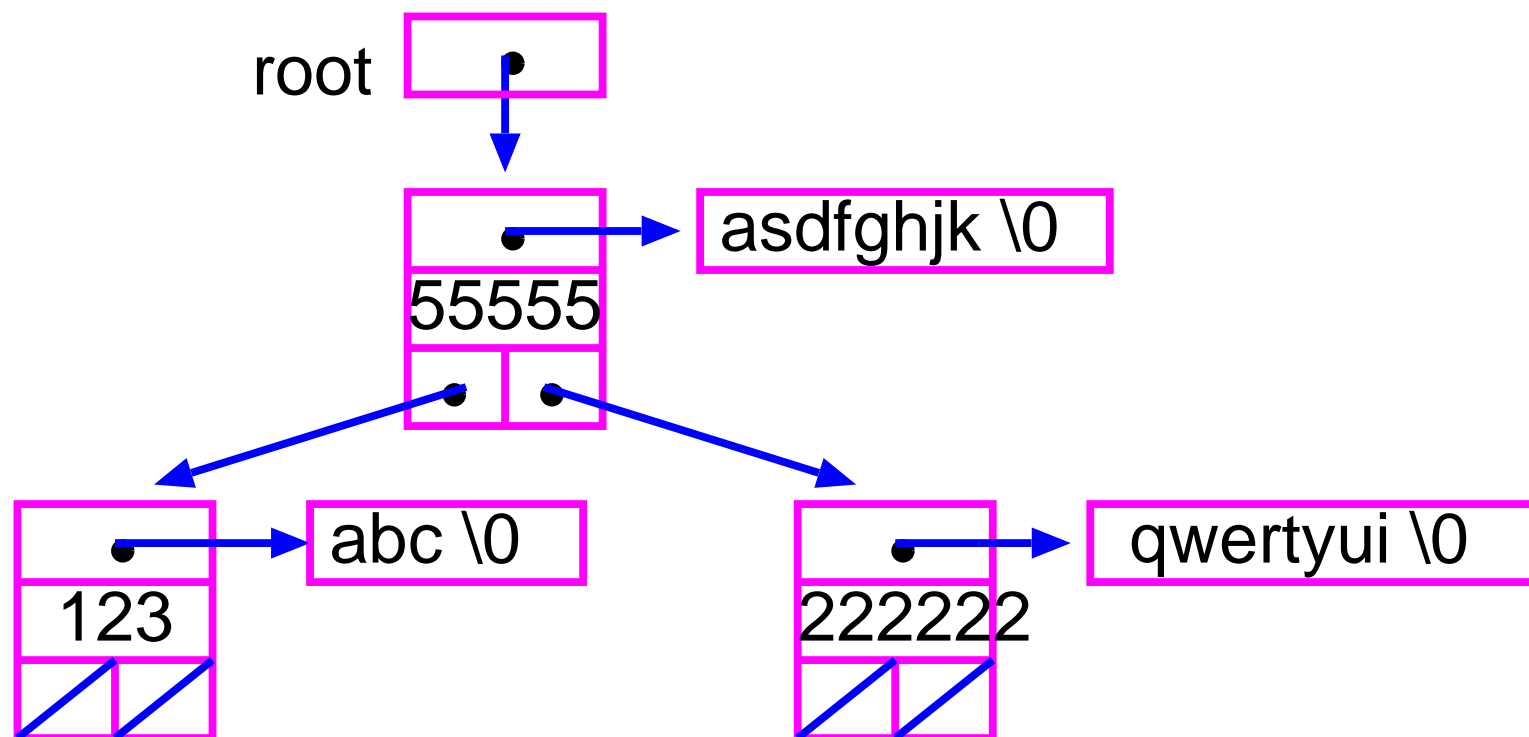 root
asdfghjk \0
55555
abc \0
qwertyui \0
123
222222